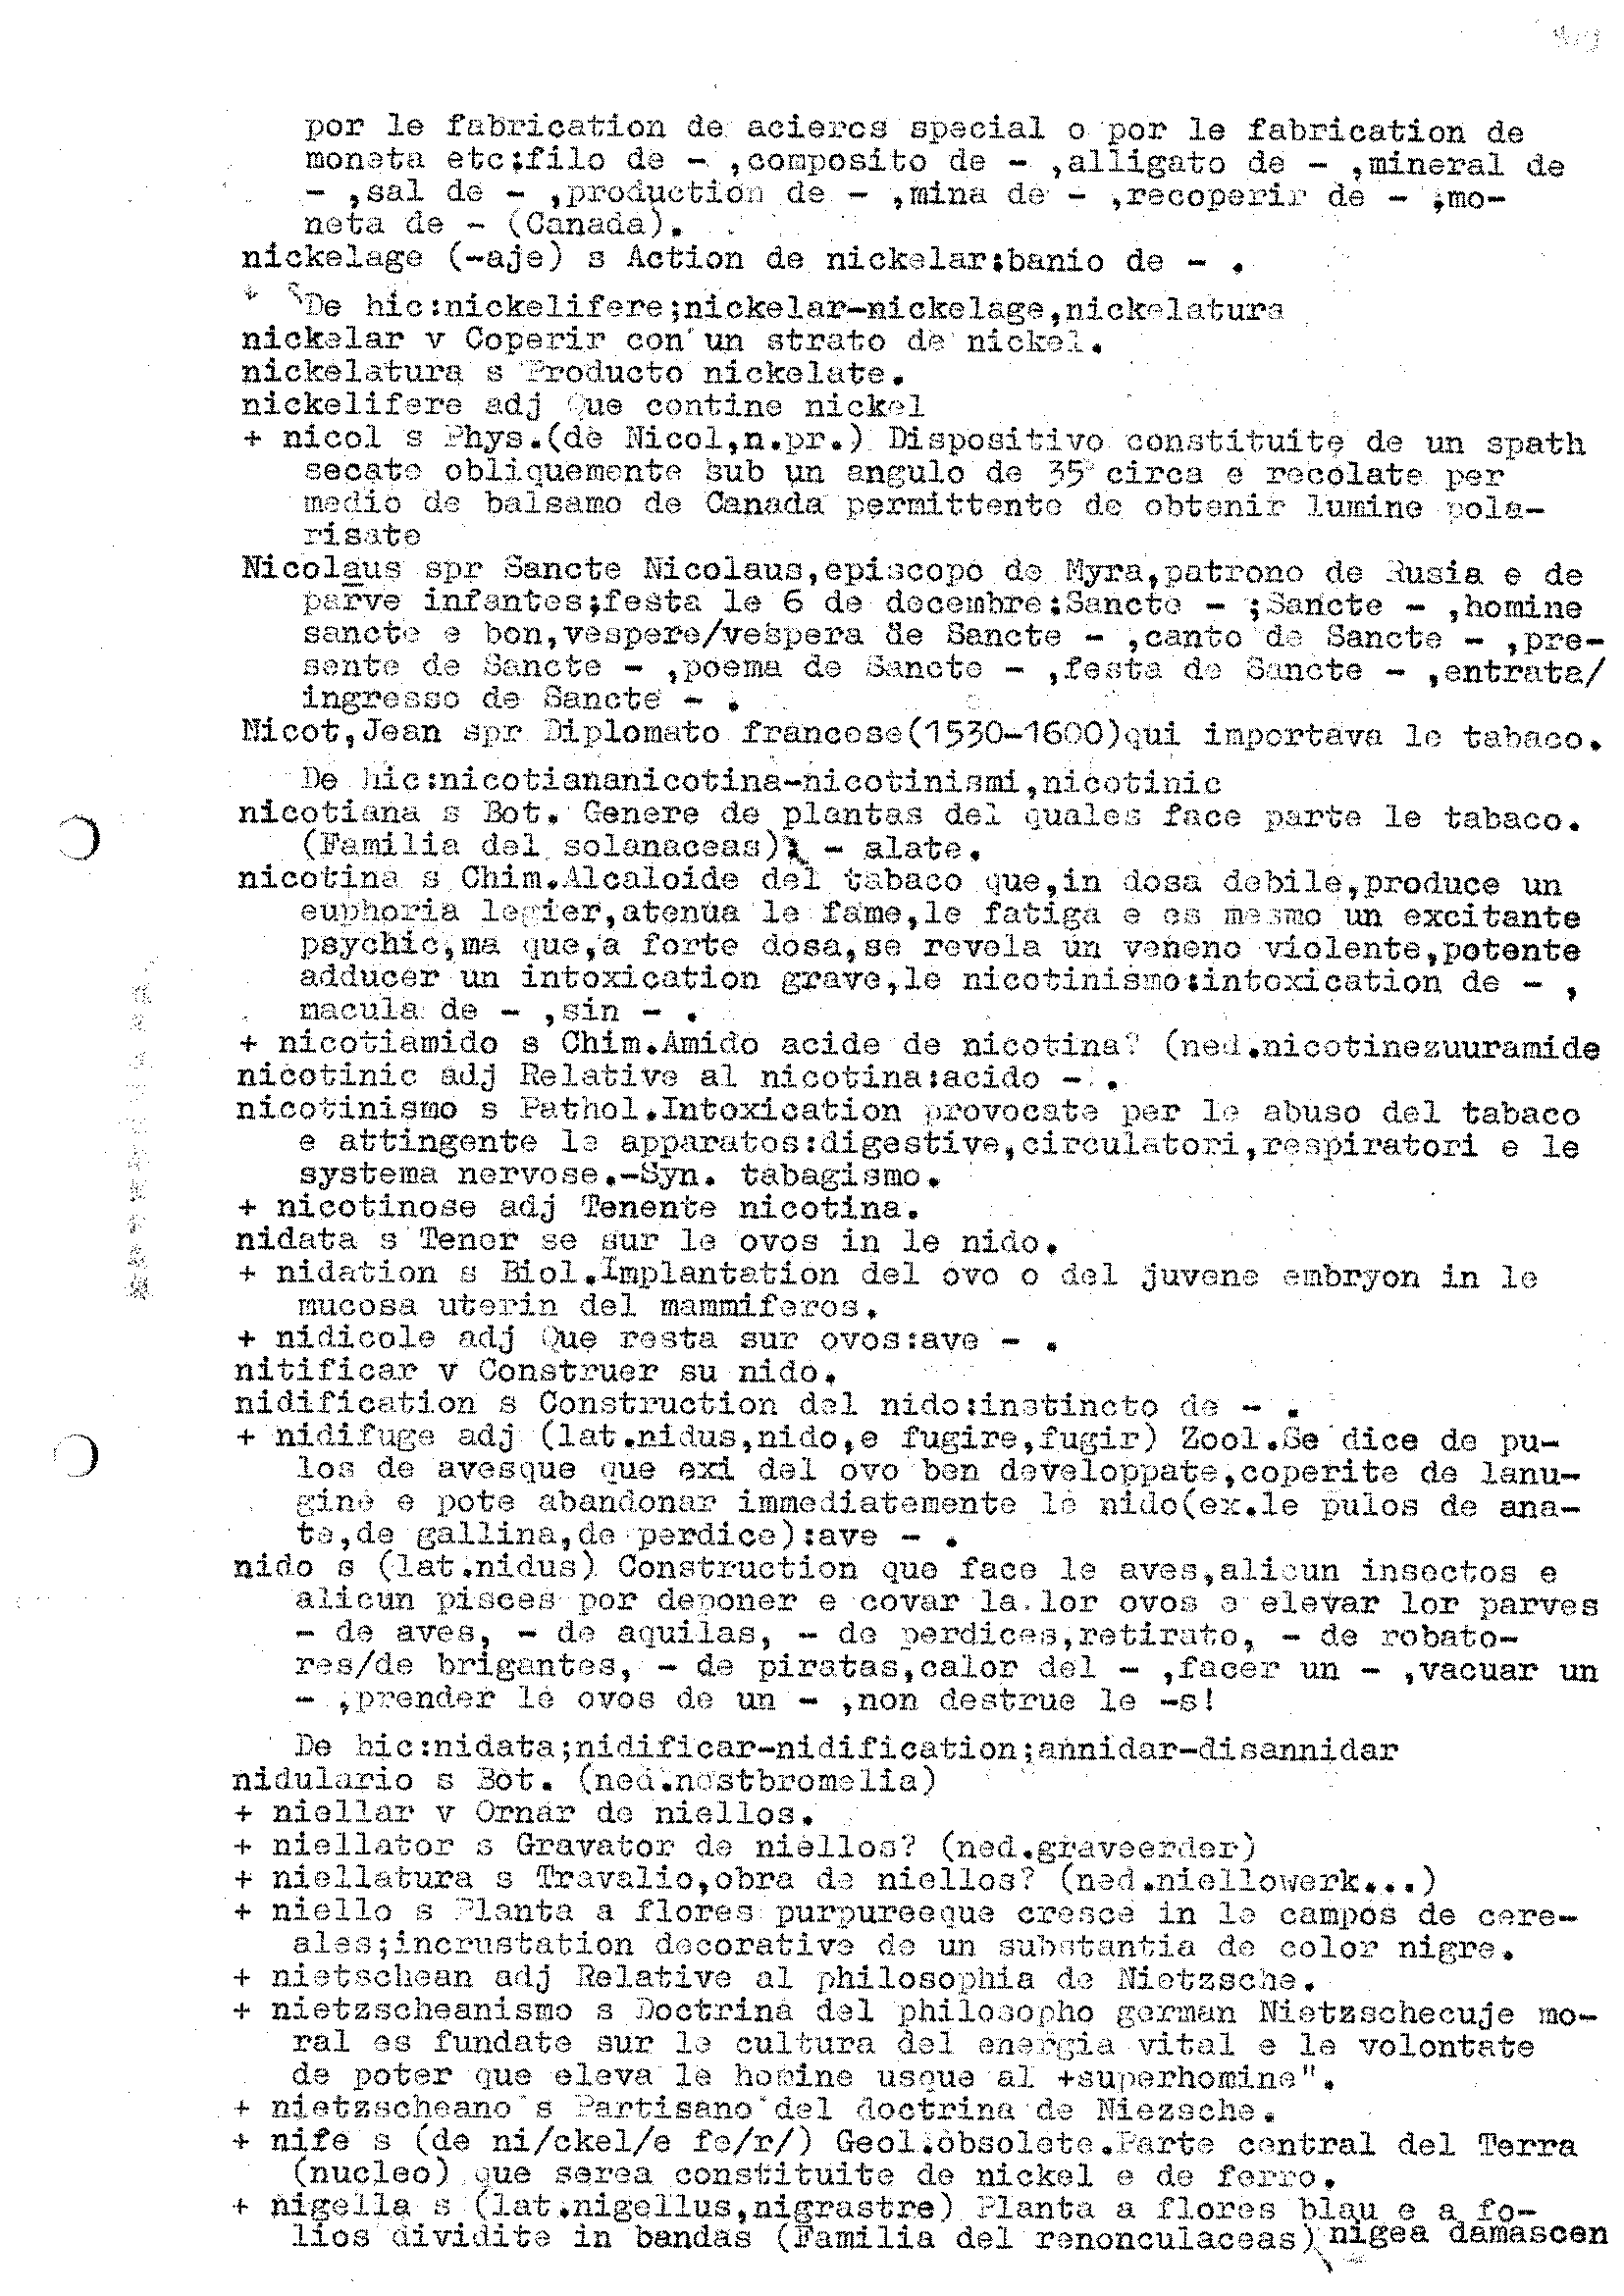 por le fabrication de acieros special o por le fabrication de
moneta etc:filo de - ,composito de - ,alligato de - ,mineral de
- ,sal de - ,production de - ,mina de - ,recoperir de - ;mo-
neta de - (Canada).
nickelage (-aje) s Action de nickelar:banio de - .
De hic:nickelifere;nickelar-nickelage,nickelatura
nickelar v Coperir con un strato de nickel.
nickelatura s Producto nickelate.
nickelifere adj Que contine nickel
+ nicol s Phys.(de Nicol,n.pr.) Dispositivo constituite de un spath
secate obliquemente sub un angulo de 35° circa e recolate per
medio de balsamo de Canada permittente de obtenir lumine pola-
risate
Nicolaus spr Sancte Nicolaus,episcopo de Myra,patrono de Rusia e de
parve infantes;festa le 6 de decembre:Sancte - ;Sancte - ,homine
sancte e bon,vespere/vespera de Sancte - ,canto de Sancte - ,pre-
sente de Sancte - ,poema de Sancte - ,festa de Sancte - ,entrata/
ingresso de Sancte - .
Nicot,Jean spr Diplomato francese(1530-1600)qui importava le tabaco.
De hic:nicotiananicotina-nicotinismi,nicotinic
nicotiana s Bot. Genere de plantas del quales face parte le tabaco.
(Familia del solanaceas) - alate.
nicotina s Chim.Alcaloide del tabaco que,in dosa debile,produce un
euphoria legier,atenua le fame,le fatiga e es mesmo un excitante
psychic,ma que,a forte dosa,se revela un veneno violente,potente
adducer un intoxication grave,le nicotinismo:intoxication de - ,
macula de - ,sin - .
+ nicotiamido s Chim.Amido acide de nicotina? (ned.nicotinezuuramide
nicotinic adj Relative al nicotina:acido - .
nicotinismo s Pathol.Intoxication provocate per le abuso del tabaco
e attingente le apparatos:digestive,circulatori,respiratori e le
systema nervose.-Syn. tabagismo.
+ nicotinose adj Tenente nicotina.
nidata s Tener se sur le ovos in le nido.
+ nidation s Biol.Implantation del ovo o del juvene embryon in le
mucosa uterin del mammiferos.
+ nidicole adj Que resta sur ovos:ave - .
nitificar v Construer su nido.
nidification s Construction del nido:instincto de - .
+ nidifuge adj (lat.nidus,nido,e fugire,fugir) Zool.Se dice de pu-
los de avesque que exi del ovo ben developpate,coperite de lanu-
gine e pote abandonar immediatemente le nido(ex.le pulos de ana-
te,de gallina,de perdice):ave - .
nido s (lat.nidus) Construction que face le aves,alicun insectos e
alicun pisces por deponer e covar la lor ovos e elevar lor parves
- de aves, - de aquilas, - de perdices,retirato, - de robato-
res/de brigantes, - de piratas,calor del - ,facer un - ,vacuar un
- ,prender le ovos de un - ,non destrue le -s!
De hic:nidata;nidificar-nidification;annidar-disannidar
nidulario s Bot. (ned.nestbromelia)
+ niellar v Ornar de niellos.
+ niellator s Gravator de niellos? (ned.graveerder)
+ niellatura s Travalio,obra de niellos? (ned.niellowerk...)
+ niello s Planta a flores purpureeque cresce in le campos de cere-
ales;incrustation decorative de un substantia de color nigre.
+ nietschean adj Relative al philosophia de Nietzsche.
+ nietzscheanismo s Doctrina del philosopho german Nietzschecuje mo-
ral es fundate sur le cultura del energia vital e le volontate
de poter que eleva le homine usque al +superhomine".
+ nietzscheano s Partisano del doctrina de Niezsche.
+ nife s (de ni/ckel/e fe/r/) Geol.obsolete.Parte central del Terra
(nucleo) que serea constituite de nickel e de ferro.
+ nigella s (lat.nigellus,nigrastre) Planta a flores blau e a fo-
lios dividite in bandas (Familia del renonculaceas) nigea damascen